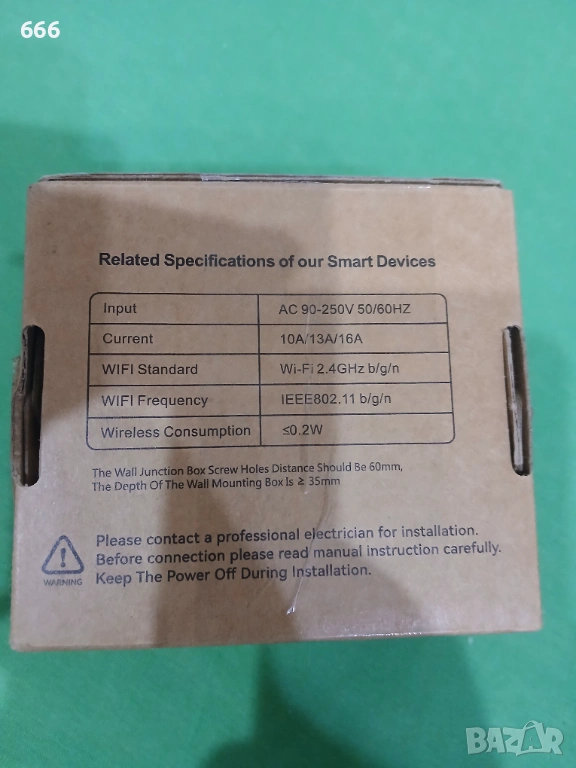 666
Related Specifications of our Smart Devices
Input AC 90-250V 50/60HZ
Current 10A/13A/16A
WIFI Standard Wi-Fi 2.4GHz b/g/n
WIFI Frequency IEEE802.11 b/g/n
Wireless Consumption ≤0.2W
The Wall Junction Box Screw Holes Distance Should Be 60mm,
The Depth Of The Wall Mounting Box Is ≥ 35mm
Please contact a professional electrician for installation.
Before connection please read manual instruction carefully.
Keep The Power Off During Installation.
WARNING
BAZAR